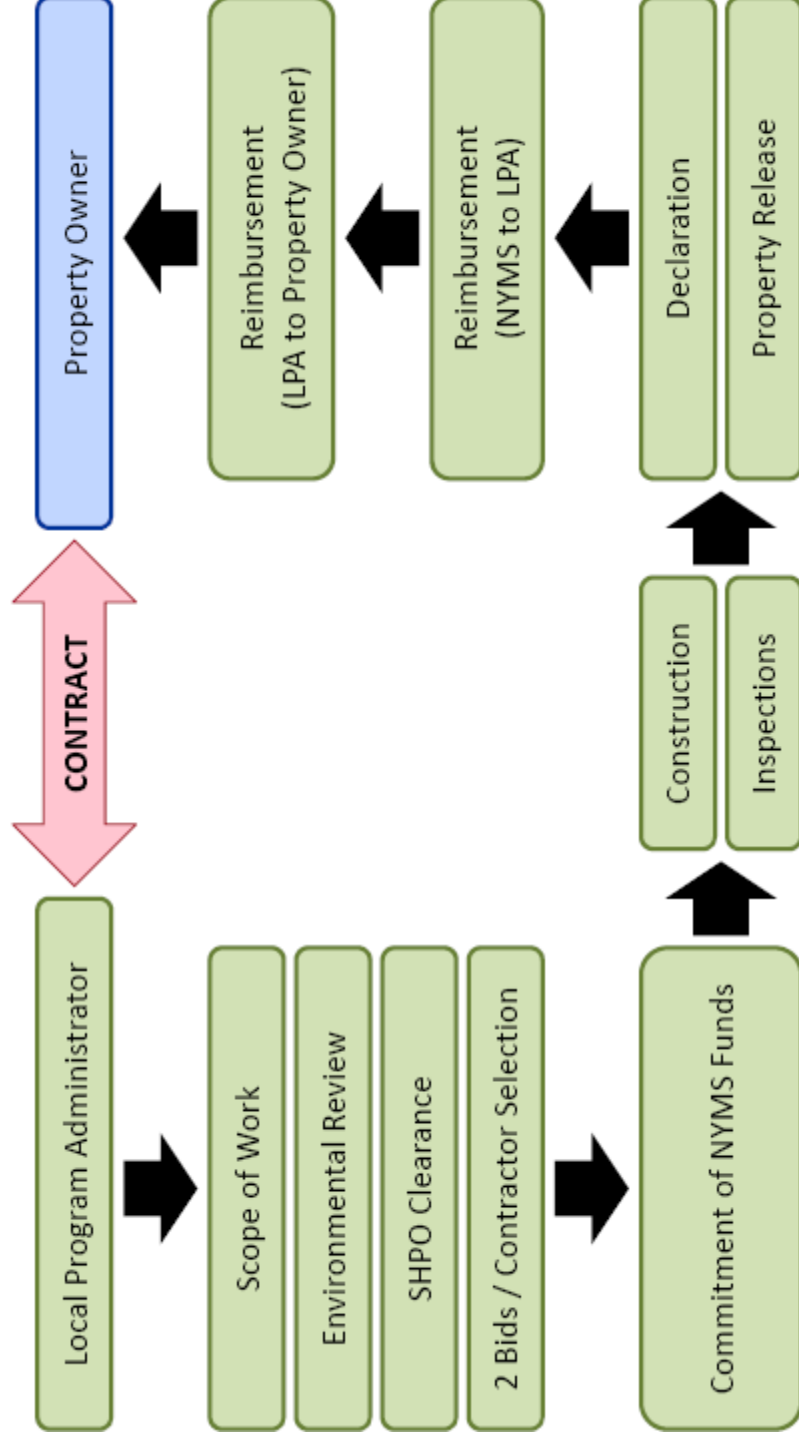 Local Program Administrator
CONTRACT
Property Owner
Scope of Work
Environmental Review
SHPO Clearance
2 Bids / Contractor Selection
Commitment of NYMS Funds
Construction
Inspections
Declaration
Property Release
Reimbursement
(NYMS to LPA)
Reimbursement
(LPA to Property Owner)